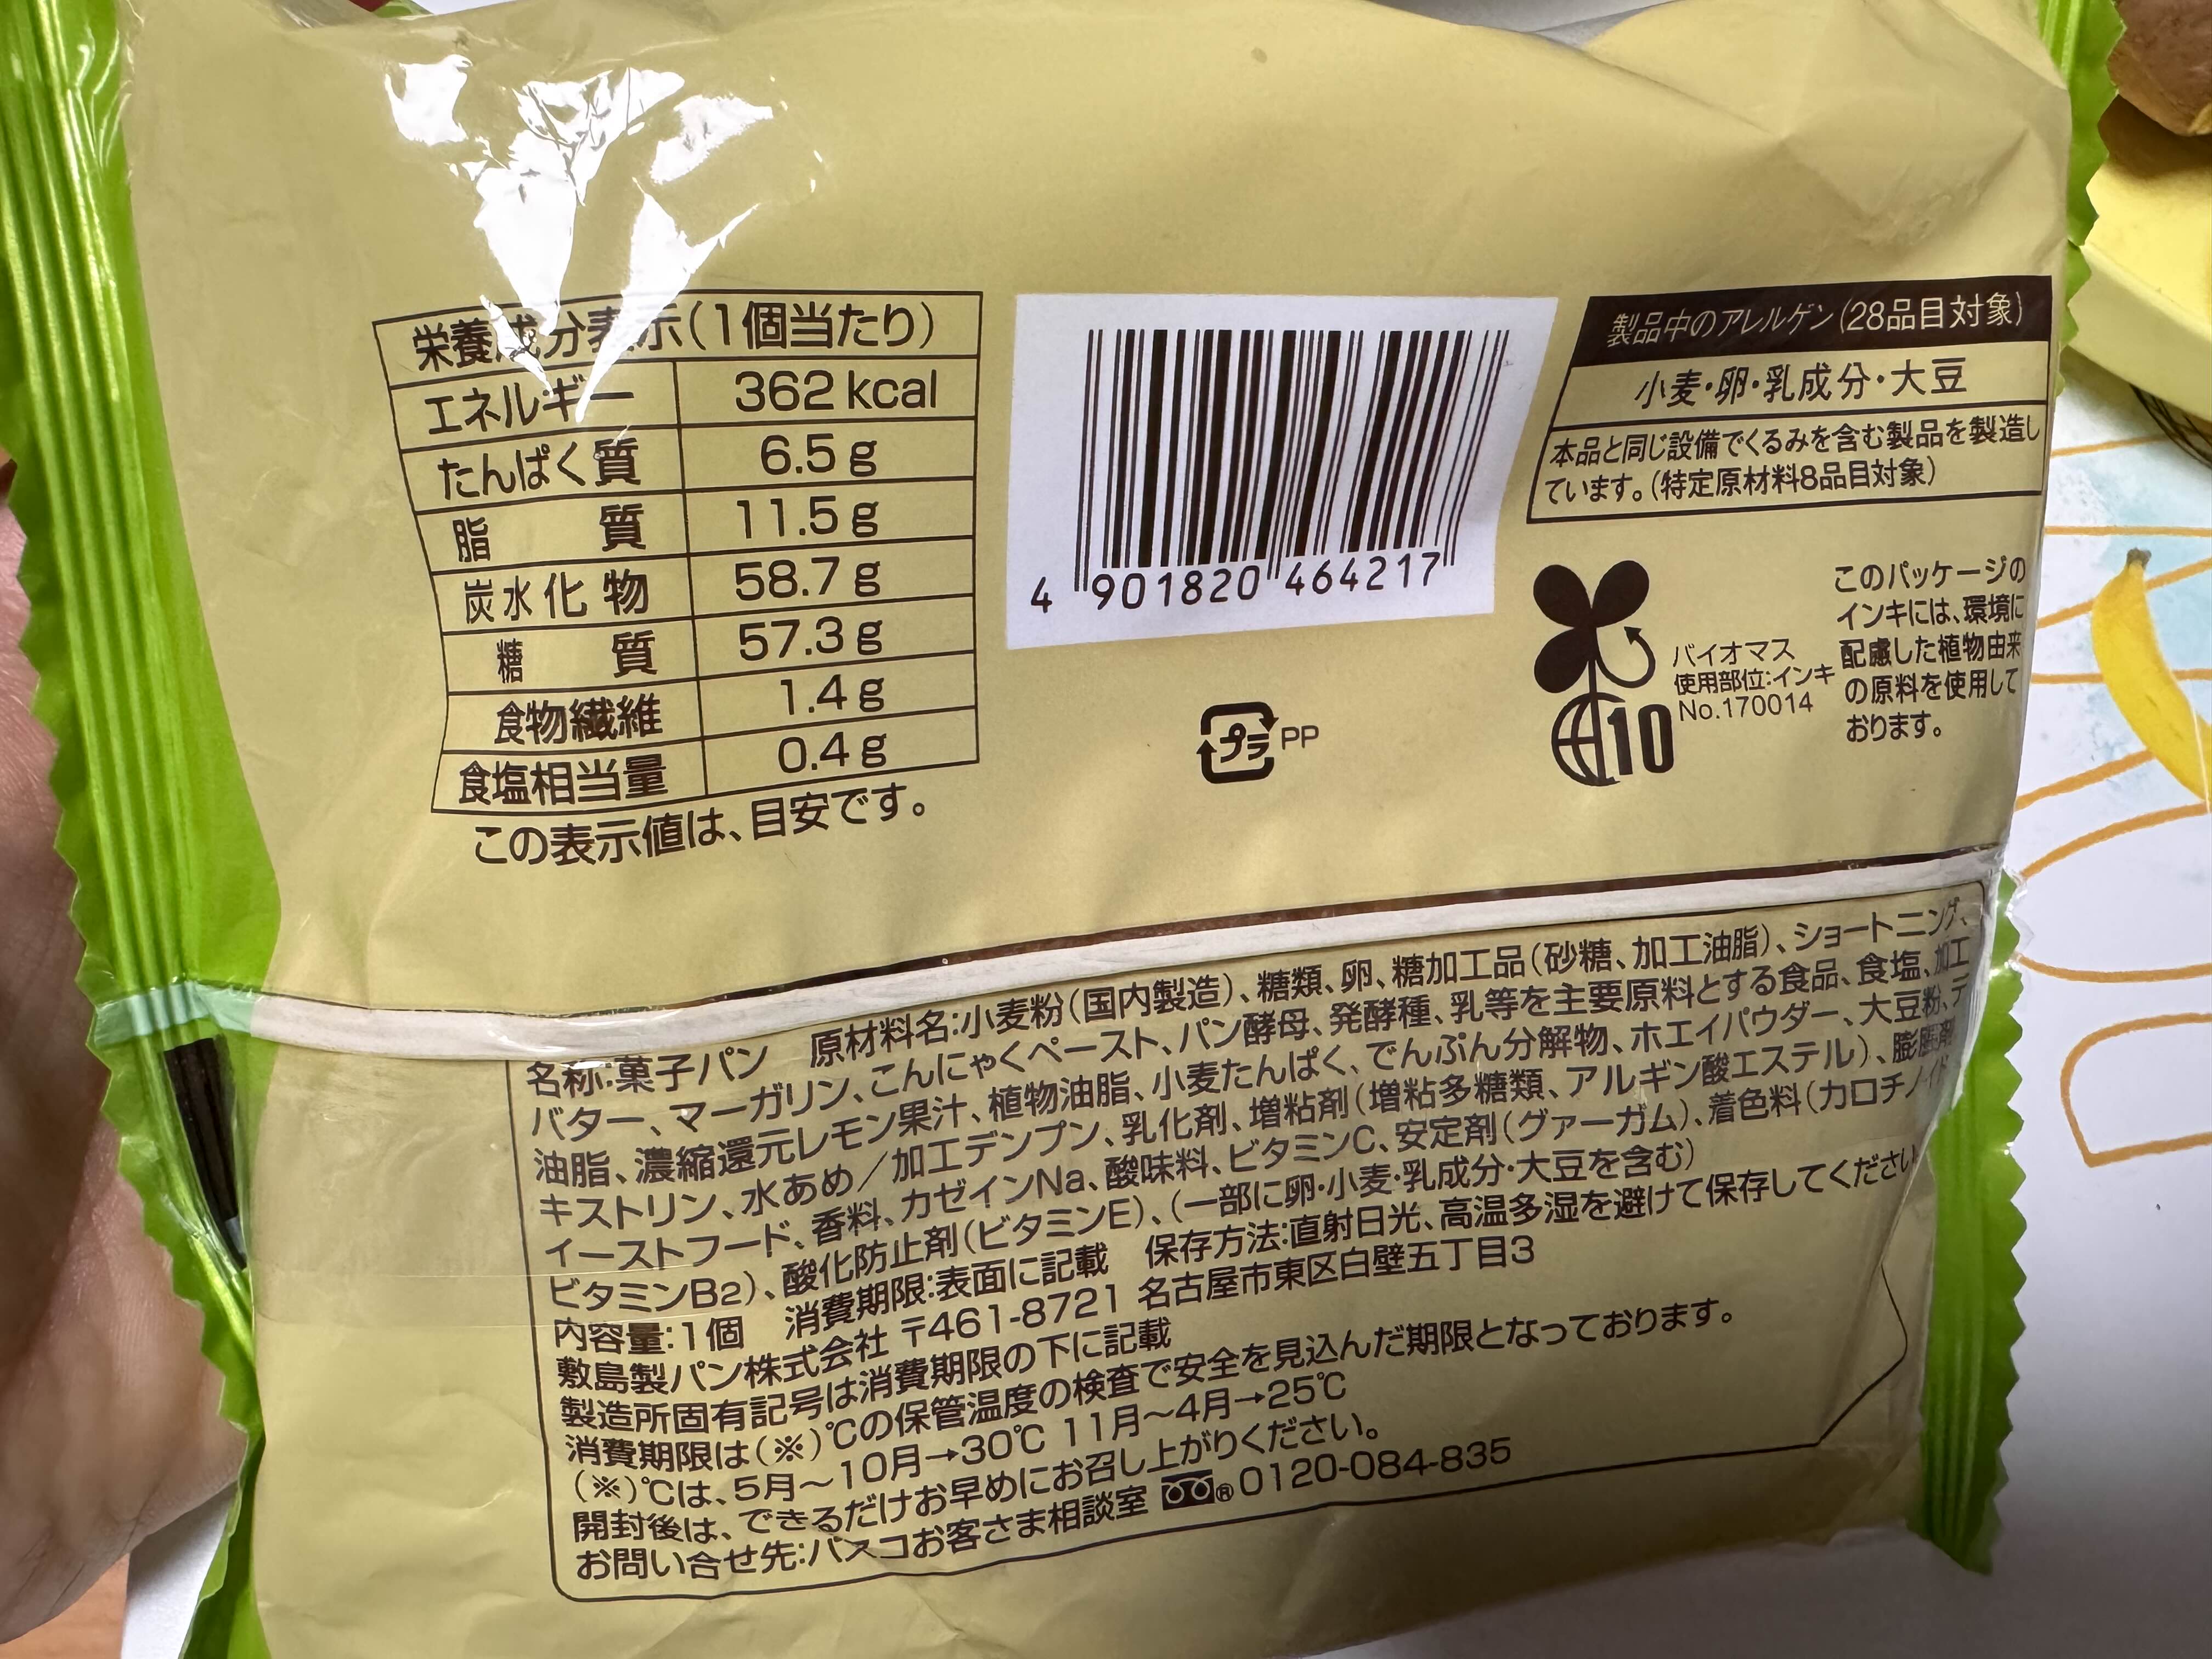 栄養成分表示(1個当たり)
エネルギー 362kcal
たんぱく質 6.5g
脂質 11.5g
炭水化物 58.7g
糖質 57.3g
食物繊維 1.4g
食塩相当量 0.4g
この表示値は、目安です。
4 901820 464217
プラ PP
製品中のアレルゲン(28品目対象)
小麦・卵・乳成分・大豆
本品と同じ設備でくるみを含む製品を製造し
ています。(特定原材料8品目対象)
バイオマス
使用部位:インキ
No.170014
10
このパッケージの
インキには、環境に
配慮した植物由来
の原料を使用して
おります。
名称:菓子パン 原材料名:小麦粉(国内製造)、糖類、卵、糖加工品(砂糖、加工油脂)、ショートニング、
バター、マーガリン、こんにゃくペースト、パン酵母、発酵種、乳等を主要原料とする食品、食塩、加工
油脂、濃縮還元レモン果汁、植物油脂、小麦たんぱく、でんぷん分解物、ホエイパウダー、大豆粉、デ
キストリン、水あめ/加工デンプン、乳化剤、増粘剤(増粘多糖類、アルギン酸エステル)、膨脹剤
イーストフード、香料、カゼインNa、酸味料、ビタミンC、安定剤(グァーガム)、着色料(カロチノイド
ビタミンB2)、酸化防止剤(ビタミンE)、(一部に卵・小麦・乳成分・大豆を含む)
内容量:1個 消費期限:表面に記載 保存方法:直射日光、高温多湿を避けて保存してください
敷島製パン株式会社 〒461-8721 名古屋市東区白壁五丁目3
製造所固有記号は消費期限の下に記載
消費期限は(※)℃の保管温度の検査で安全を見込んだ期限となっております。
(※)℃は、5月〜10月→30℃ 11月〜4月→25℃
開封後は、できるだけお早めにお召し上がりください。
お問い合せ先:パスコお客さま相談室 ®0120-084-835